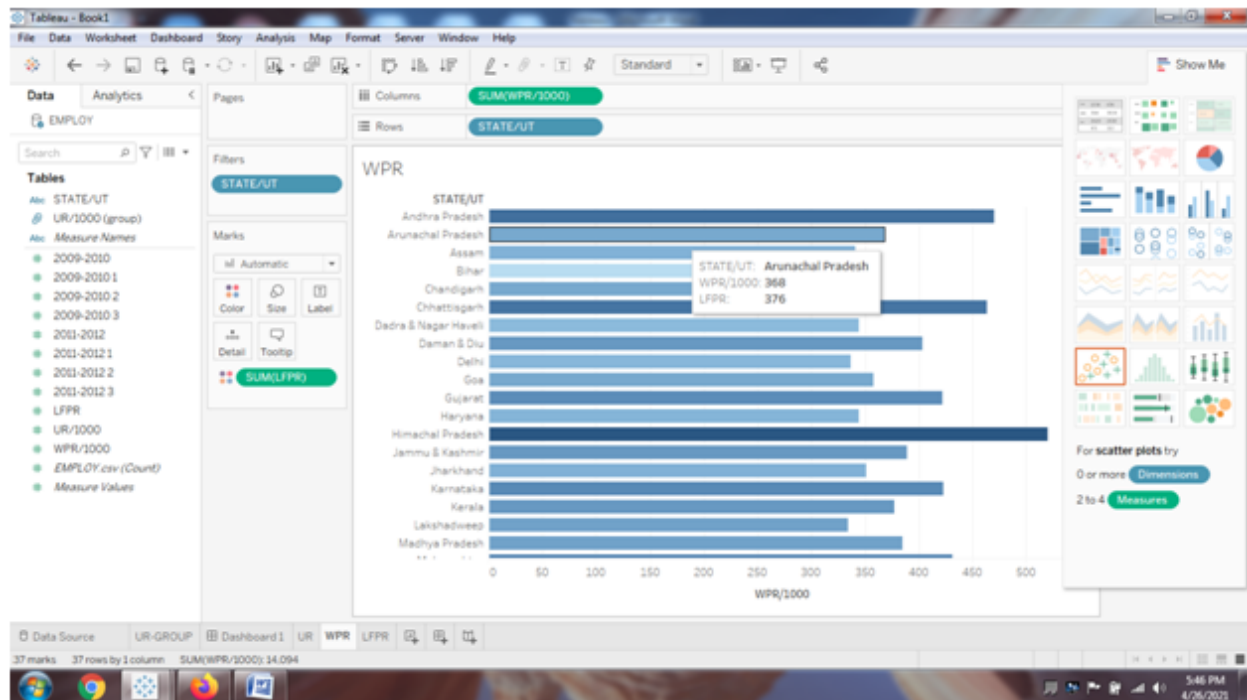 Tableau - Book1
File Data Worksheet Dashboard Story Analysis Map Format Server Window Help
Standard
Show Me
Data Analytics
EMPLOY
Search
Tables
Abc STATE/UT
UR/1000 (group)
Abc Measure Names
2009-2010
2009-2010 1
2009-2010 2
2009-2010 3
2011-2012
2011-2012 1
2011-2012 2
2011-2012 3
LFPR
UR/1000
WPR/1000
EMPLOY.csv (Count)
Measure Values
Pages
Filters
STATE/UT
Marks
Automatic
Color Size Label
Detail Tooltip
SUM(LFPR)
Columns SUM(WPR/1000)
Rows STATE/UT
WPR
STATE/UT
Andhra Pradesh
Arunachal Pradesh
Assam
Bihar
Chandigarh
Chhattisgarh
Dadra & Nagar Haveli
Daman & Diu
Delhi
Goa
Gujarat
Haryana
Himachal Pradesh
Jammu & Kashmir
Jharkhand
Karnataka
Kerala
Lakshadweep
Madhya Pradesh
STATE/UT: Arunachal Pradesh
WPR/1000: 368
LFPR: 376
0 50 100 150 200 250 300 350 400 450 500
WPR/1000
For scatter plots try
0 or more Dimensions
2 to 4 Measures
Data Source UR-GROUP Dashboard 1 UR WPR LFPR
37 marks 37 rows by 1 column SUM(WPR/1000): 14,094
5:46 PM
4/26/2021